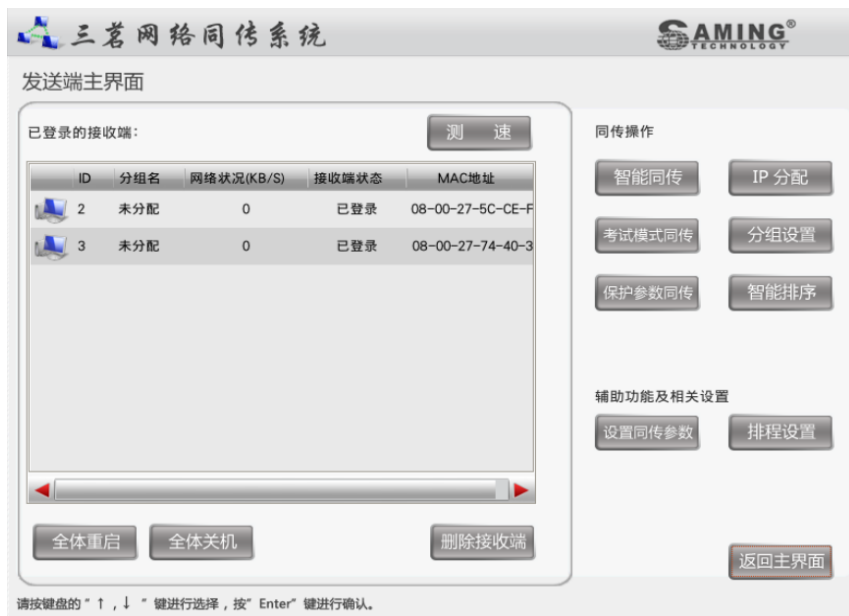 三茗网络同传系统
SAMING®
TECHNOLOGY
发送端主界面
已登录的接收端：
测 速
ID 分组名 网络状况(KB/S) 接收端状态 MAC地址
2 未分配 0 已登录 08-00-27-5C-CE-F
3 未分配 0 已登录 08-00-27-74-40-3
全体重启 全体关机 删除接收端
同传操作
智能同传 IP 分配
考试模式同传 分组设置
保护参数同传 智能排序
辅助功能及相关设置
设置同传参数 排程设置
返回主界面
请按键盘的“↑,↓ ”键进行选择，按“Enter”键进行确认。